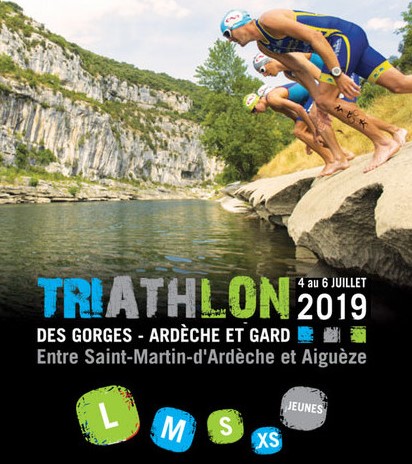 TRIATHLON
4 au 6 JUILLET
2019
DES GORGES - ARDÈCHE ET GARD
Entre Saint-Martin-d'Ardèche et Aiguèze
L
M
S
XS
JEUNES